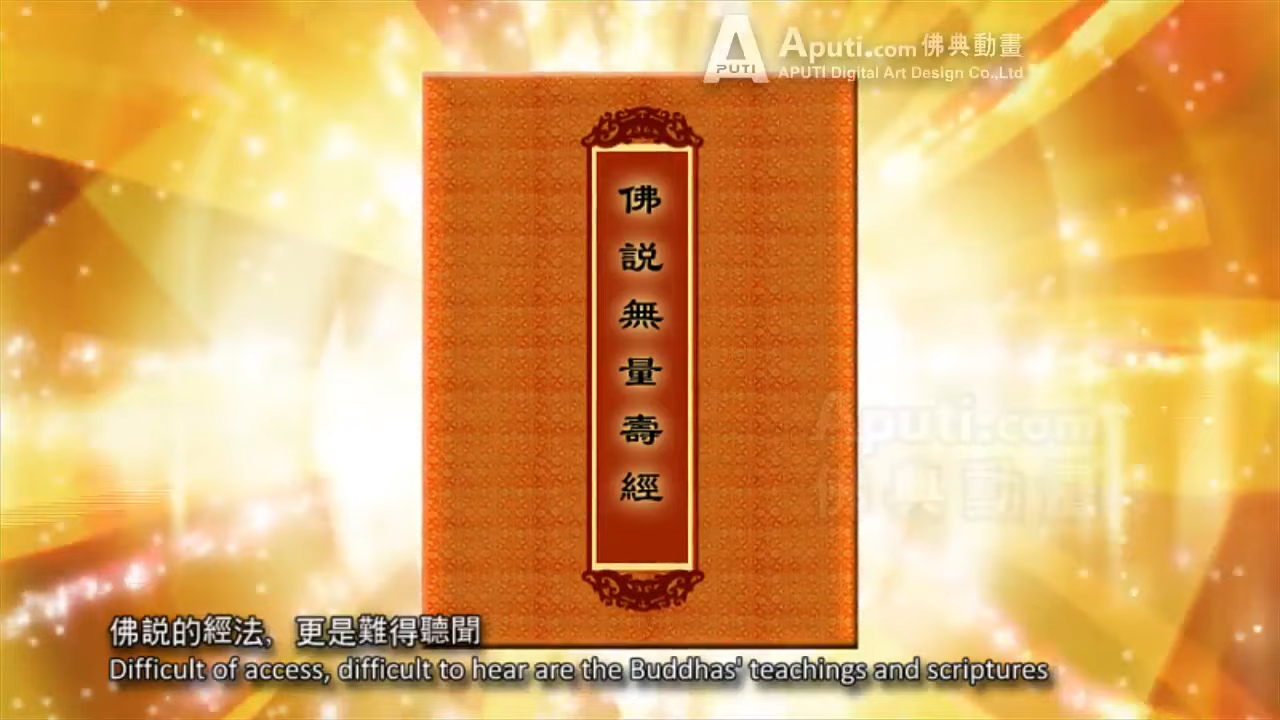 PUTI
Aputi.com 佛典動畫
APUTI Digital Art Design Co.,Ltd
佛說無量壽經
Aputi.com
佛典動畫
佛說的經法, 更是難得聽聞
Difficult of access, difficult to hear are the Buddhas' teachings and scriptures